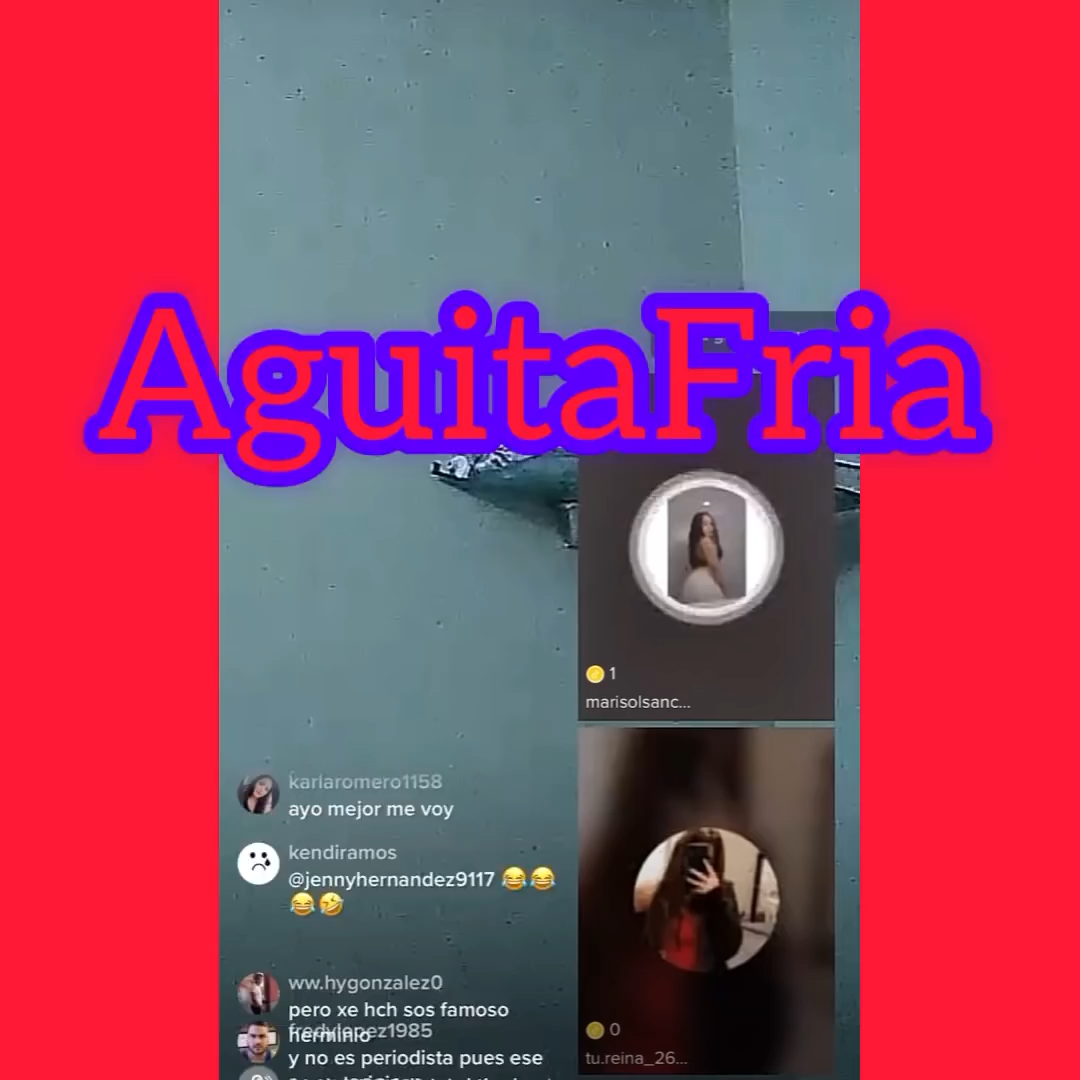 AguitaFria
1
marisolsanc...
karlaromero1158
ayo mejor me voy
kendiramos
@jennyhernandez9117 😂😂
😂🤣
ww.hygonzalez0
pero xe hch sos famoso
herminio
fredylopez1985
y no es periodista pues ese
0
tu.reina_26...